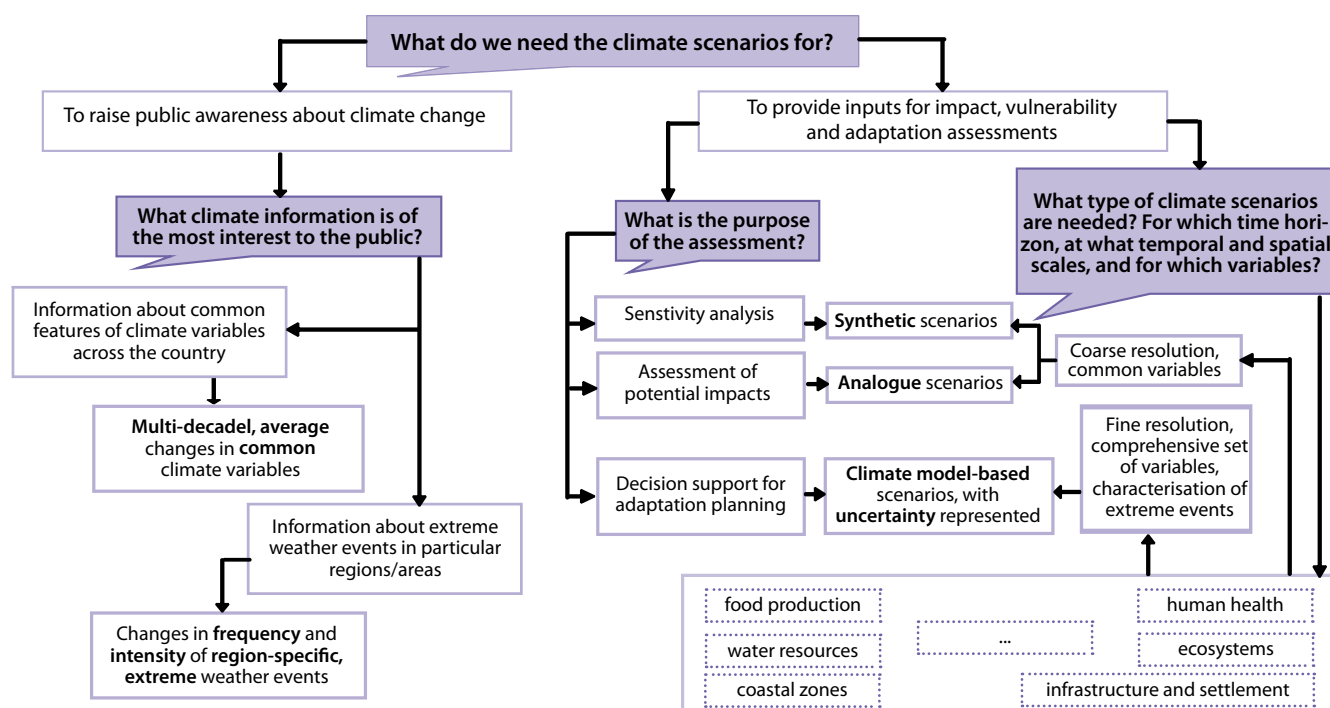 What do we need the climate scenarios for?
To raise public awareness about climate change
To provide inputs for impact, vulnerability
and adaptation assessments
What climate information is of
the most interest to the public?
What is the purpose
of the assessment?
What type of climate scenarios
are needed? For which time hori-
zon, at what temporal and spatial
scales, and for which variables?
Information about common
features of climate variables
across the country
Senstivity analysis
Synthetic scenarios
Coarse resolution,
common variables
Assessment of
potential impacts
Analogue scenarios
Multi-decadel, average
changes in common
climate variables
Fine resolution,
comprehensive set
of variables,
characterisation of
extreme events
Decision support for
adaptation planning
Climate model-based
scenarios, with
uncertainty represented
Information about extreme
weather events in particular
regions/areas
Changes in frequency and
intensity of region-specific,
extreme weather events
food production
human health
...
water resources
ecosystems
coastal zones
infrastructure and settlement